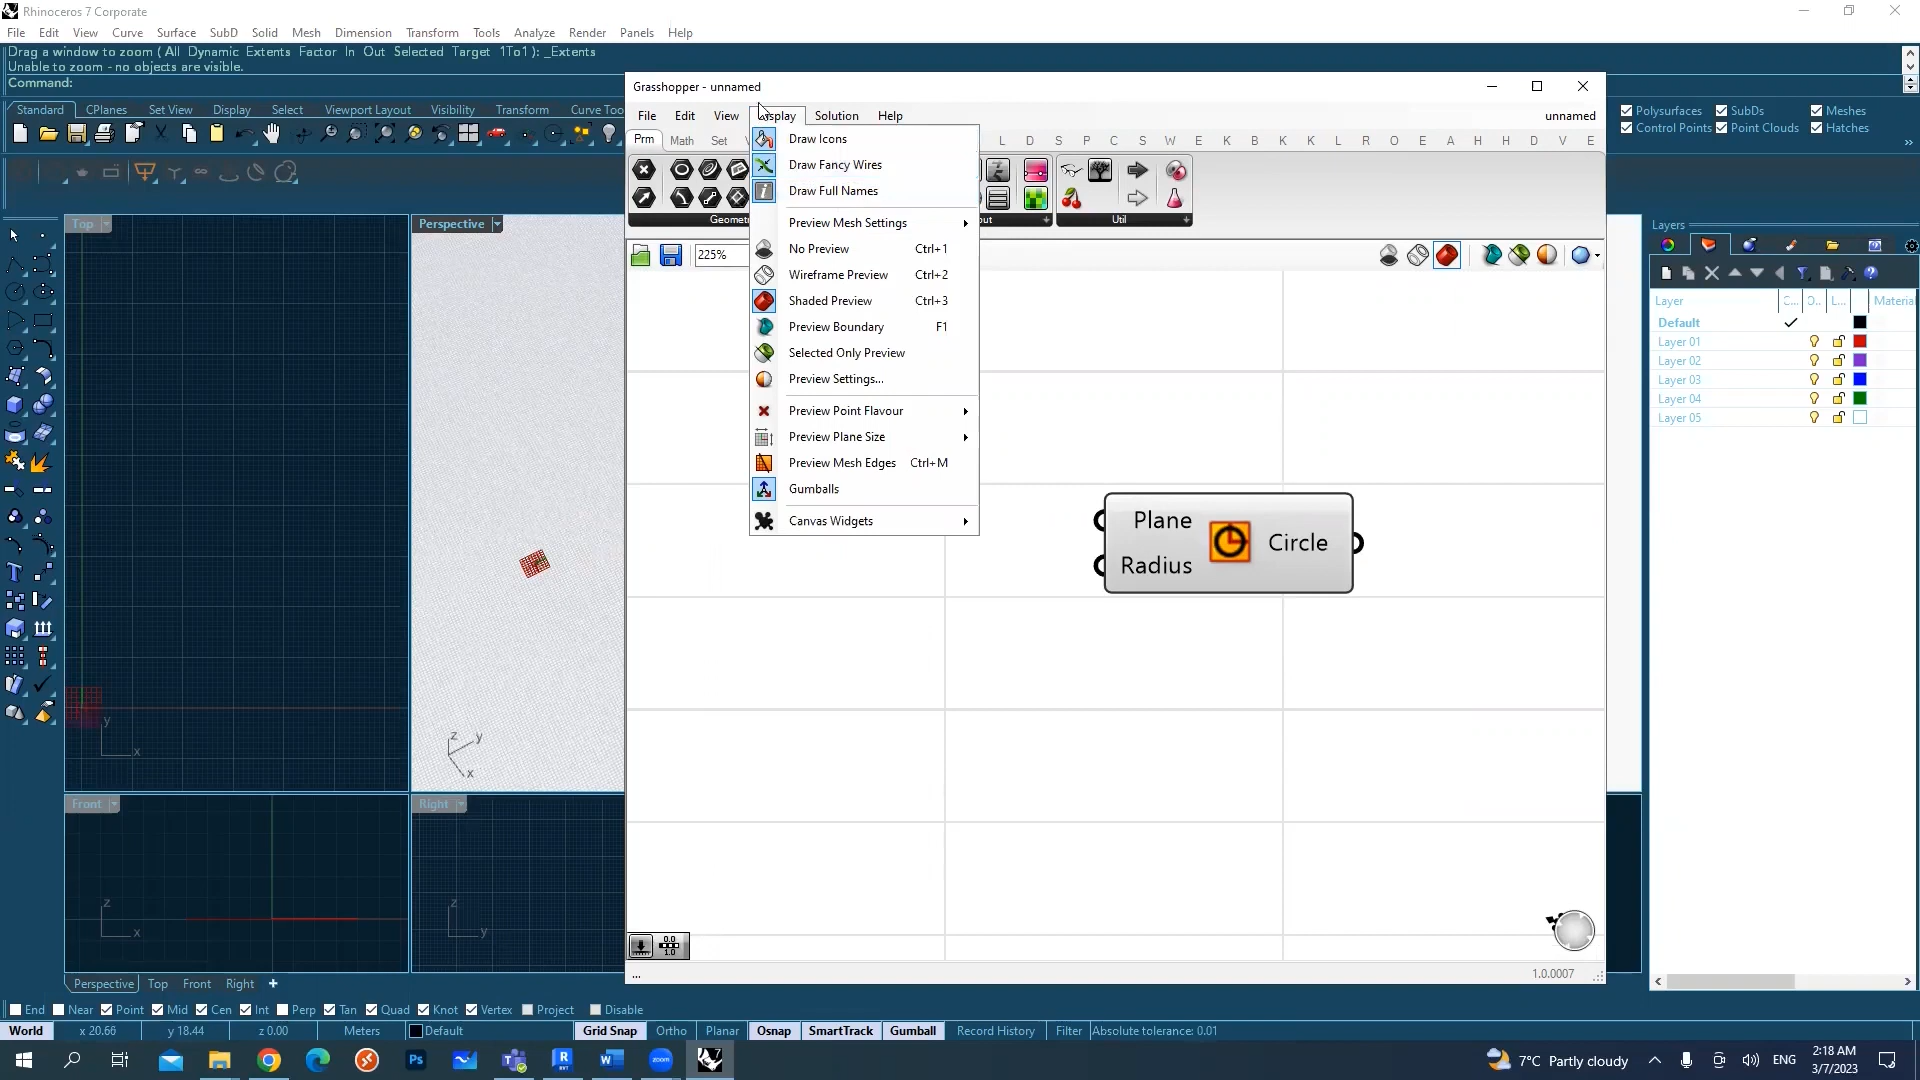 Rhinoceros 7 Corporate
File Edit View Curve Surface SubD Solid Mesh Dimension Transform Tools Analyze Render Panels Help
Drag a window to zoom ( All Dynamic Extents Factor In Out Selected Target 1To1 ): _Extents
Unable to zoom - no objects are visible.
Command:
Standard CPlanes Set View Display Select Viewport Layout Visibility Transform Curve Too
Polysurfaces SubDs Meshes
Control Points Point Clouds Hatches
Grasshopper - unnamed
File Edit View Display Solution Help unnamed
Prm Math Set V L D S P C S W E K B K K L R O E A H H D V E
Geomet
Util
225%
Draw Icons
Draw Fancy Wires
Draw Full Names
Preview Mesh Settings
No Preview Ctrl+1
Wireframe Preview Ctrl+2
Shaded Preview Ctrl+3
Preview Boundary F1
Selected Only Preview
Preview Settings...
Preview Point Flavour
Preview Plane Size
Preview Mesh Edges Ctrl+M
Gumballs
Canvas Widgets
Plane
Radius
Circle
0.0
1.0
...
1.0.0007
Top
Perspective
Front
Right
y
x
z
y
x
z
x
z
y
Layers
Layer C... O.. L... Material
Default
Layer 01
Layer 02
Layer 03
Layer 04
Layer 05
Perspective Top Front Right
End Near Point Mid Cen Int Perp Tan Quad Knot Vertex Project Disable
World x 20.66 y 18.44 z 0.00 Meters Default Grid Snap Ortho Planar Osnap SmartTrack Gumball Record History Filter Absolute tolerance: 0.01
Ps
R
RVT
W
zoom
7°C Partly cloudy
ENG
2:18 AM
3/7/2023